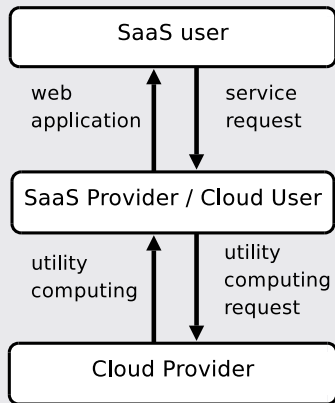 SaaS user
web
application
service
request
SaaS Provider / Cloud User
utility
computing
utility
computing
request
Cloud Provider